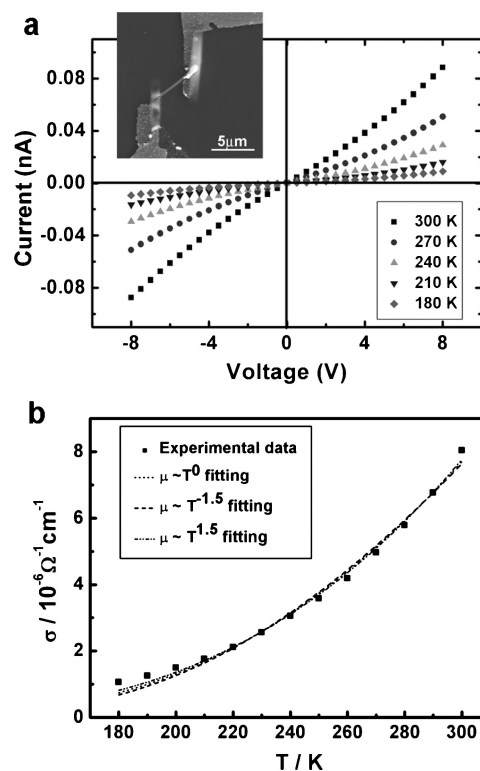 a
5μm
Current (nA)
0.08
0.04
0.00
-0.04
-0.08
300 K
270 K
240 K
210 K
180 K
-8 -4 0 4 8
Voltage (V)
b
σ / 10⁻⁶Ω⁻¹cm⁻¹
8
6
4
2
0
Experimental data
μ ~T⁰ fitting
μ ~ T⁻¹·⁵ fitting
μ ~ T¹·⁵ fitting
180 200 220 240 260 280 300
T / K